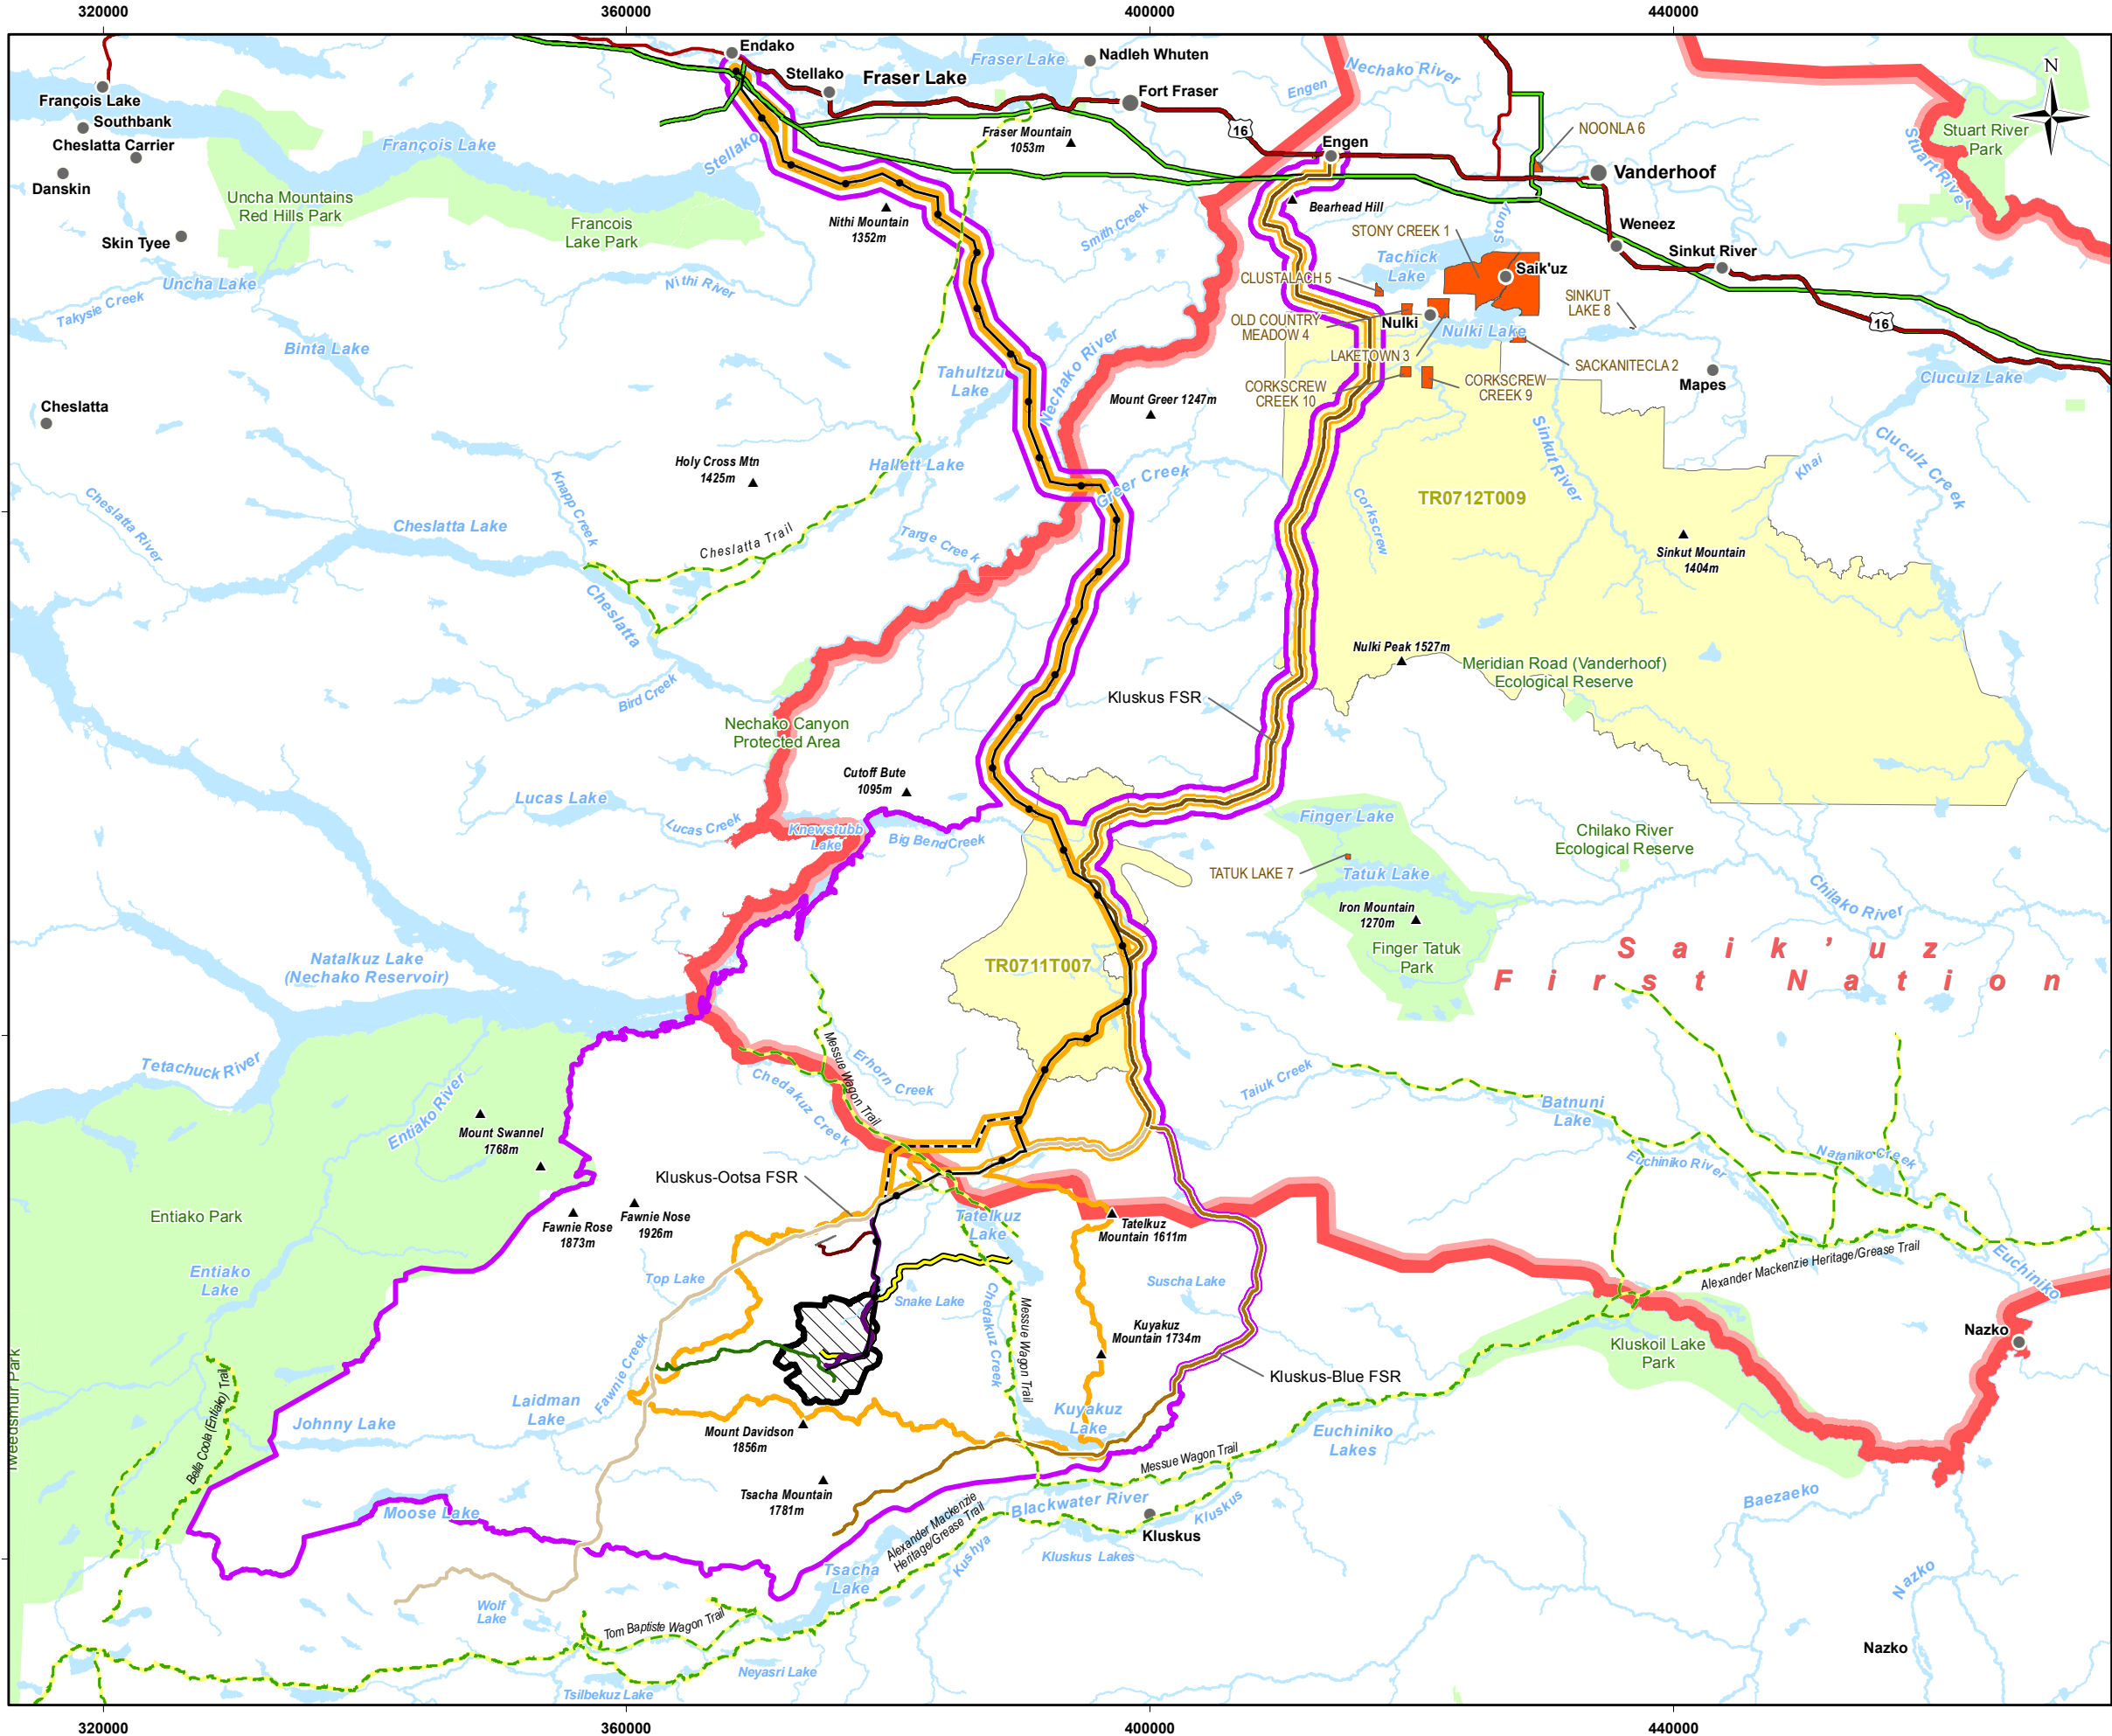 320000
360000
400000
440000
Endako
Nadleh Whuten
Fraser Lake
Stellako
Fraser Lake
Fort Fraser
Engen
Nechako River
N
François Lake
Southbank
Cheslatta Carrier
Danskin
François Lake
Stellako
Fraser Mountain
1053m
16
Engen
NOONLA 6
Vanderhoof
Stuart River
Park
Stuart River
Uncha Mountains
Red Hills Park
Francois
Lake Park
Skin Tyee
Nithi Mountain
1352m
Smith Creek
Bearhead Hill
STONY CREEK 1
Stony
Weneez
Sinkut River
Tachick
Lake
Saik'uz
CLUSTALACH 5
SINKUT
LAKE 8
Uncha Lake
Takysie Creek
Nithi River
OLD COUNTRY
MEADOW 4
Nulki
Nulki Lake
16
Binta Lake
LAKETOWN 3
SACKANITECLA 2
Tahultzu
Lake
Nechako River
CORKSCREW
CREEK 10
CORKSCREW
CREEK 9
Mapes
Cluculz Lake
Cheslatta
Mount Greer 1247m
Holy Cross Mtn
1425m
Hallett Lake
Greer Creek
Sinkut River
Khai
Cluculz Creek
Knapp Creek
Cheslatta River
Cheslatta Lake
TR0712T009
Corkscrew
Cheslatta Trail
Targe Creek
Sinkut Mountain
1404m
Cheslatta
Nulki Peak 1527m
Meridian Road (Vanderhoof)
Ecological Reserve
Bird Creek
Kluskus FSR
Nechako Canyon
Protected Area
Cutoff Bute
1095m
Lucas Lake
Lucas Creek
Knewstubb
Lake
Big Bend Creek
Finger Lake
Chilako River
Ecological Reserve
TATUK LAKE 7
Tatuk Lake
Chilako River
Iron Mountain
1270m
Finger Tatuk
Park
Saik'uz
First Nation
Natalkuz Lake
(Nechako Reservoir)
TR0711T007
Tetachuck River
Messue Wagon Trail
Erhorn Creek
Chedakuz Creek
Taiuk Creek
Entiako River
Batnuni
Lake
Mount Swannel
1768m
Nataniko Creek
Euchiniko River
Kluskus-Ootsa FSR
Entiako Park
Fawnie Rose
1873m
Fawnie Nose
1926m
Tatelkuz
Lake
Tatelkuz
Mountain 1611m
Alexander Mackenzie Heritage/Grease Trail
Euchiniko
Entiako
Lake
Top Lake
Snake Lake
Suscha Lake
Chedakuz Creek
Messue Wagon Trail
Kuyakuz
Mountain 1734m
Nazko
Kluskoil Lake
Park
Tweedsmuir Park
Fawnie Creek
Kluskus-Blue FSR
Bella Coola (Entiako) Trail
Johnny Lake
Laidman
Lake
Mount Davidson
1856m
Kuyakuz
Lake
Euchiniko
Lakes
Messue Wagon Trail
Tsacha Mountain
1781m
Moose Lake
Alexander Mackenzie
Heritage/Grease Trail
Blackwater River
Kluskus
Kluskus
Baezaeko
Kushya
Kluskus Lakes
Tsacha
Lake
Nazko
Wolf
Lake
Tom Baptiste Wagon Trail
Nazko
Neyasri Lake
Tsilbekuz Lake
320000
360000
400000
440000